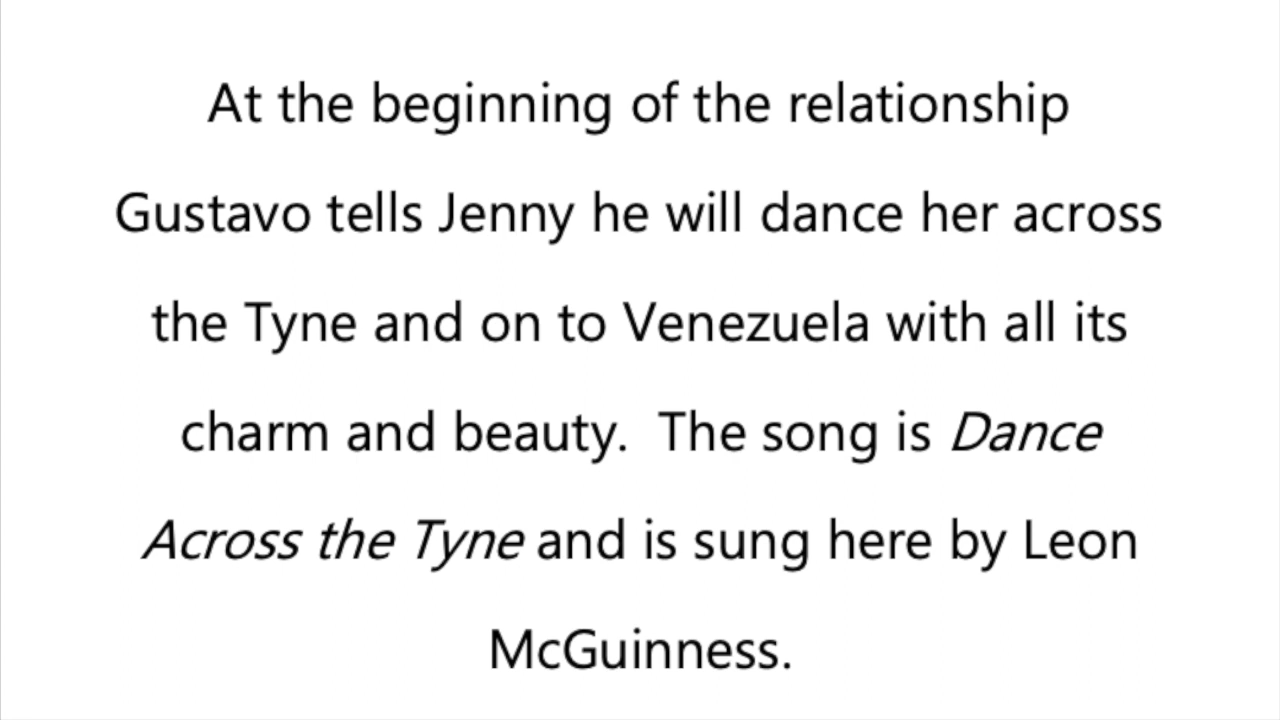 At the beginning of the relationship
Gustavo tells Jenny he will dance her across
the Tyne and on to Venezuela with all its
charm and beauty.  The song is Dance
Across the Tyne and is sung here by Leon
McGuinness.